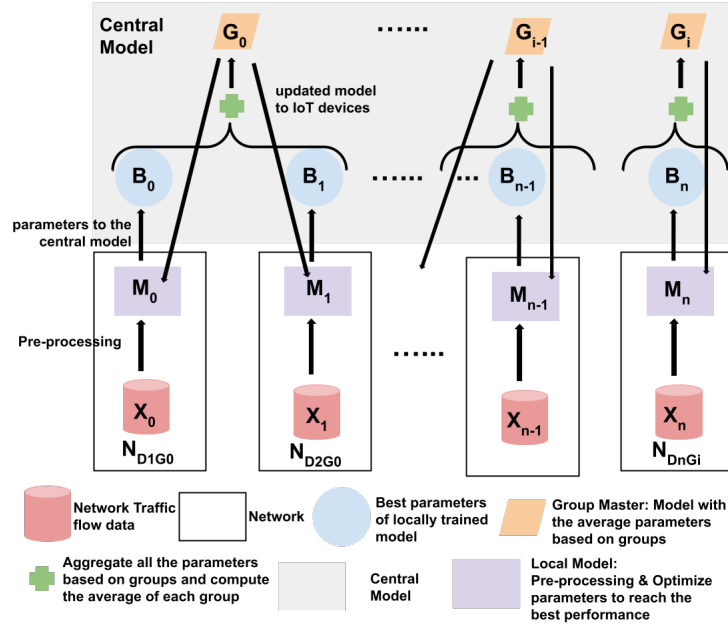 Central
Model
G0
......
Gi-1
Gi
updated model
to IoT devices
B0
B1
......
...
Bn-1
Bn
parameters to the
central model
M0
M1
Mn-1
Mn
Pre-processing
......
X0
X1
Xn-1
Xn
ND1G0
ND2G0
NDnGi
Network Traffic
flow data
Network
Best parameters
of locally trained
model
Group Master: Model with
the average parameters
based on groups
Aggregate all the parameters
based on groups and compute
the average of each group
Central
Model
Local Model:
Pre-processing & Optimize
parameters to reach the
best performance